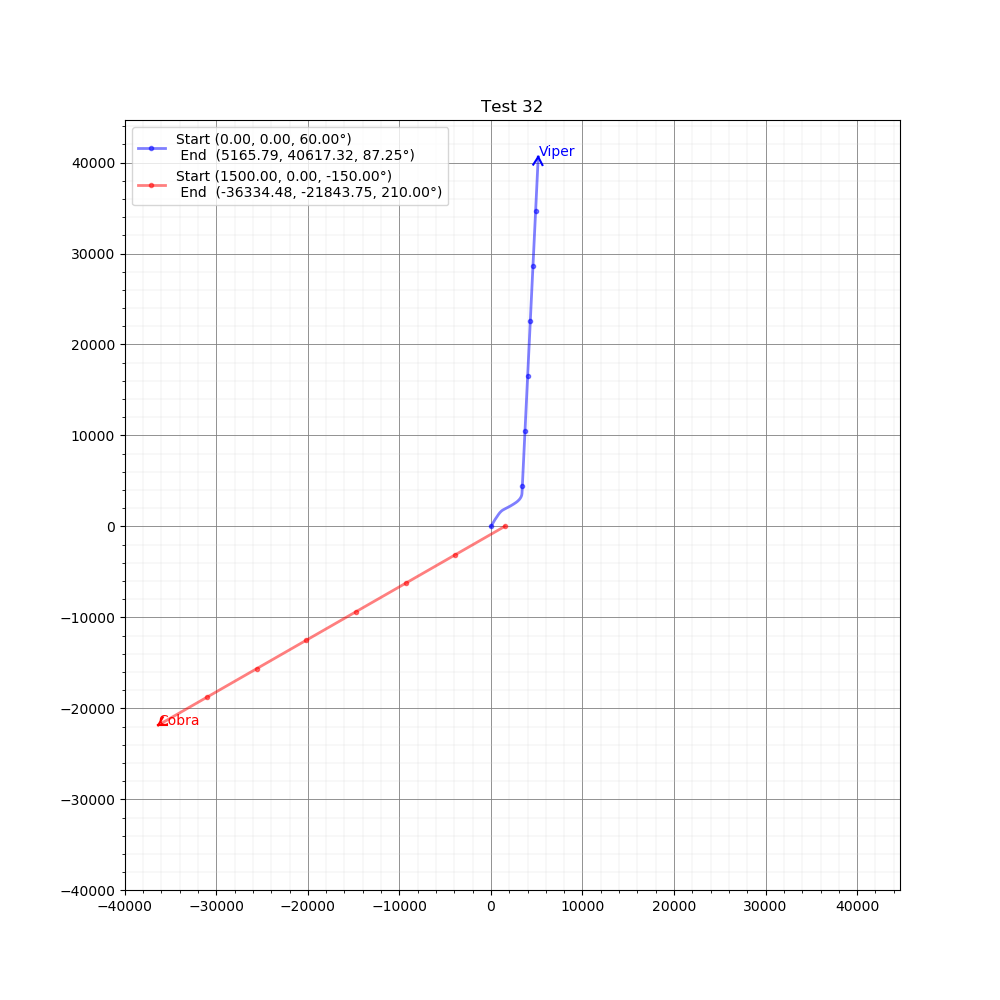 Test 32
Start (0.00, 0.00, 60.00°)
End (5165.79, 40617.32, 87.25°)
Start (1500.00, 0.00, -150.00°)
End (-36334.48, -21843.75, 210.00°)
Viper
Cobra
40000
30000
20000
10000
0
−10000
−20000
−30000
−40000
−40000 −30000 −20000 −10000 0 10000 20000 30000 40000